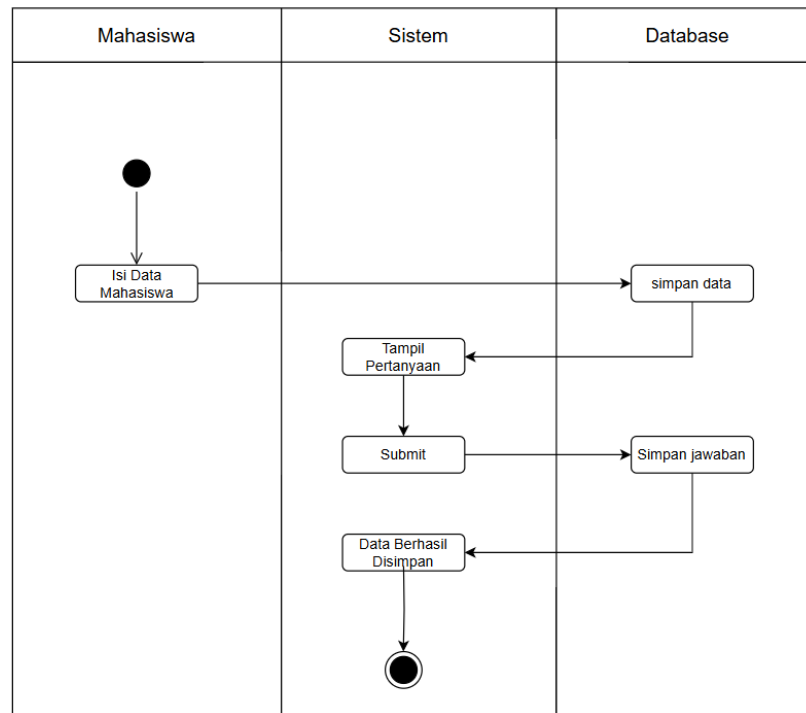 Mahasiswa
Sistem
Database
Isi Data
Mahasiswa
simpan data
Tampil
Pertanyaan
Submit
Simpan jawaban
Data Berhasil
Disimpan